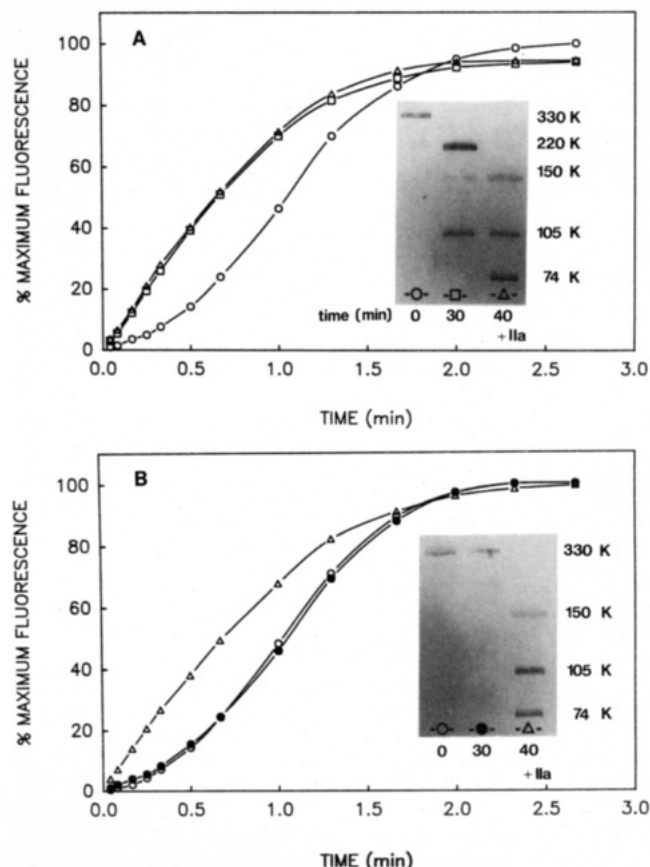 A
% MAXIMUM FLUORESCENCE
100
80
60
40
20
0
330 K
220 K
150 K
105 K
74 K
time (min) 0 30 40
+IIa
0.0 0.5 1.0 1.5 2.0 2.5 3.0
TIME (min)
B
% MAXIMUM FLUORESCENCE
100
80
60
40
20
0
330 K
150 K
105 K
74 K
0 30 40
+IIa
0.0 0.5 1.0 1.5 2.0 2.5 3.0
TIME (min)